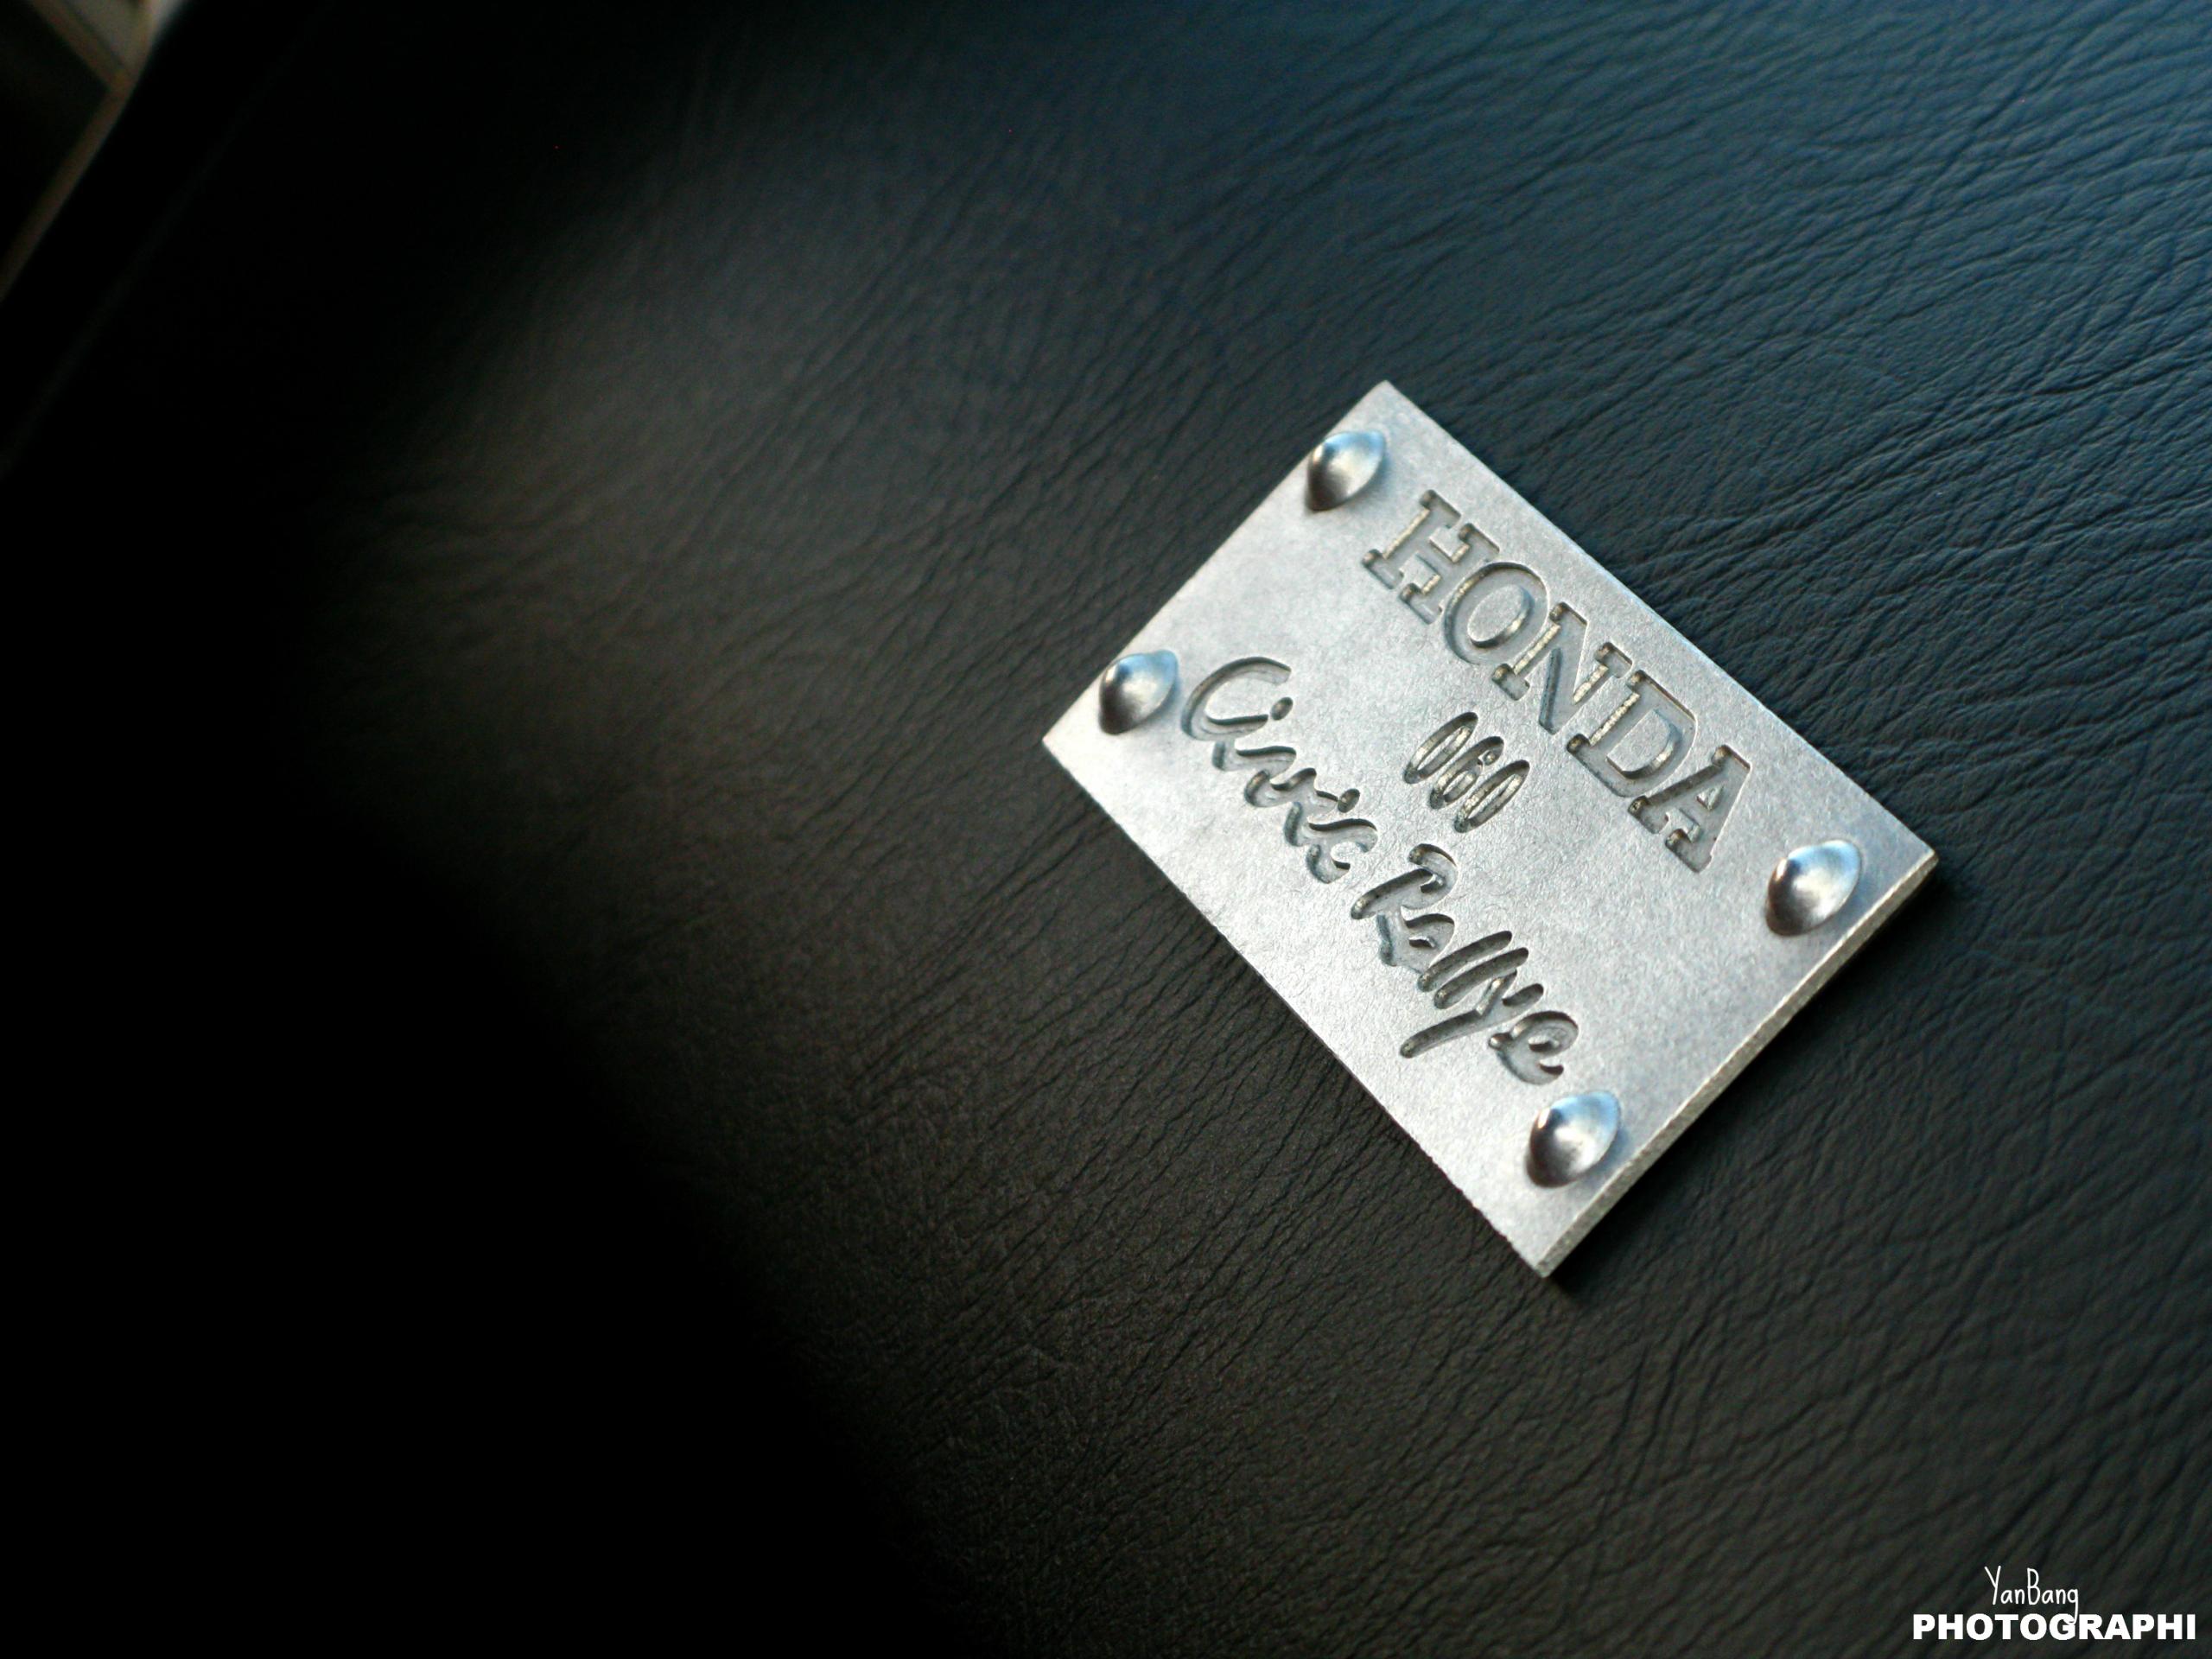 HONDA
060
Civic Rallye
YanBang
PHOTOGRAPHI